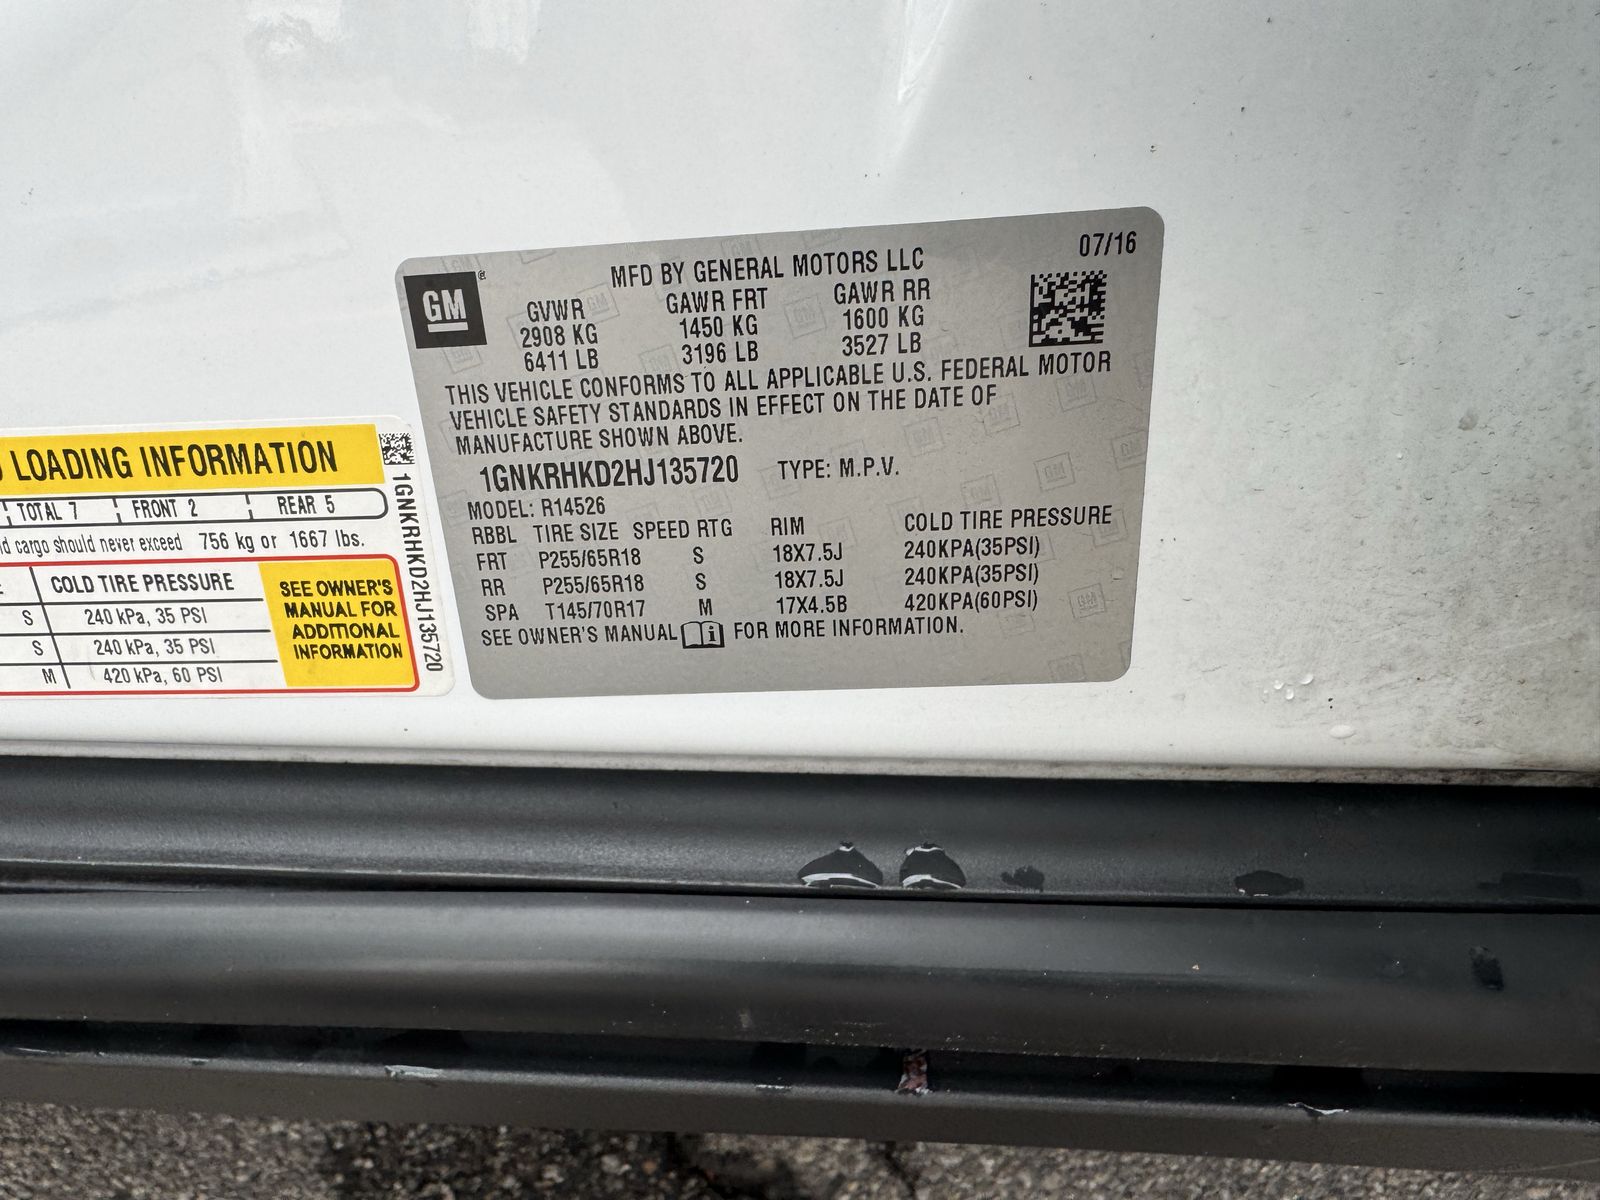 GM
®
MFD BY GENERAL MOTORS LLC
07/16
GVWR GAWR FRT GAWR RR
2908 KG 1450 KG 1600 KG
6411 LB 3196 LB 3527 LB
THIS VEHICLE CONFORMS TO ALL APPLICABLE U.S. FEDERAL MOTOR
VEHICLE SAFETY STANDARDS IN EFFECT ON THE DATE OF
MANUFACTURE SHOWN ABOVE.
1GNKRHKD2HJ135720 TYPE: M.P.V.
MODEL: R14526
RBBL TIRE SIZE SPEED RTG RIM COLD TIRE PRESSURE
FRT P255/65R18 S 18X7.5J 240KPA(35PSI)
RR P255/65R18 S 18X7.5J 240KPA(35PSI)
SPA T145/70R17 M 17X4.5B 420KPA(60PSI)
SEE OWNER'S MANUAL FOR MORE INFORMATION.
LOADING INFORMATION
TOTAL 7 FRONT 2 REAR 5
cargo should never exceed 756 kg or 1667 lbs.
COLD TIRE PRESSURE
S 240 kPa, 35 PSI
S 240 kPa, 35 PSI
M 420 kPa, 60 PSI
SEE OWNER'S
MANUAL FOR
ADDITIONAL
INFORMATION
1GNKRHKD2HJ135720